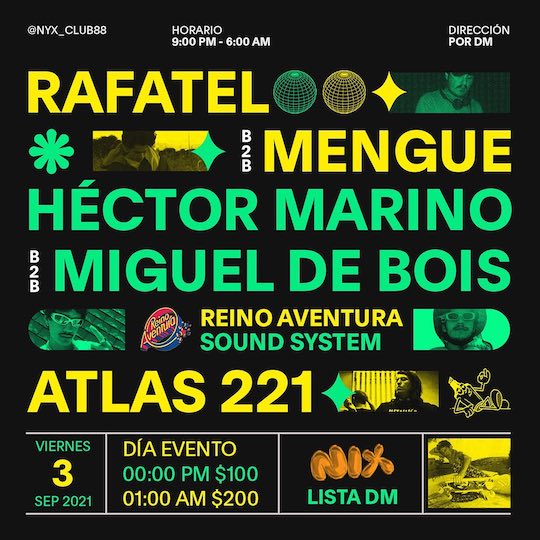 @NYX_CLUB88
HORARIO
9:00 PM - 6:00 AM
DIRECCIÓN
POR DM
RAFATEL
B2B
MENGUE
HÉCTOR MARINO
B2B
MIGUEL DE BOIS
Reino
Aventura
REINO AVENTURA
SOUND SYSTEM
ATLAS 221
VIERNES
3
SEP 2021
DÍA EVENTO
00:00 PM $100
01:00 AM $200
NIX
LISTA DM